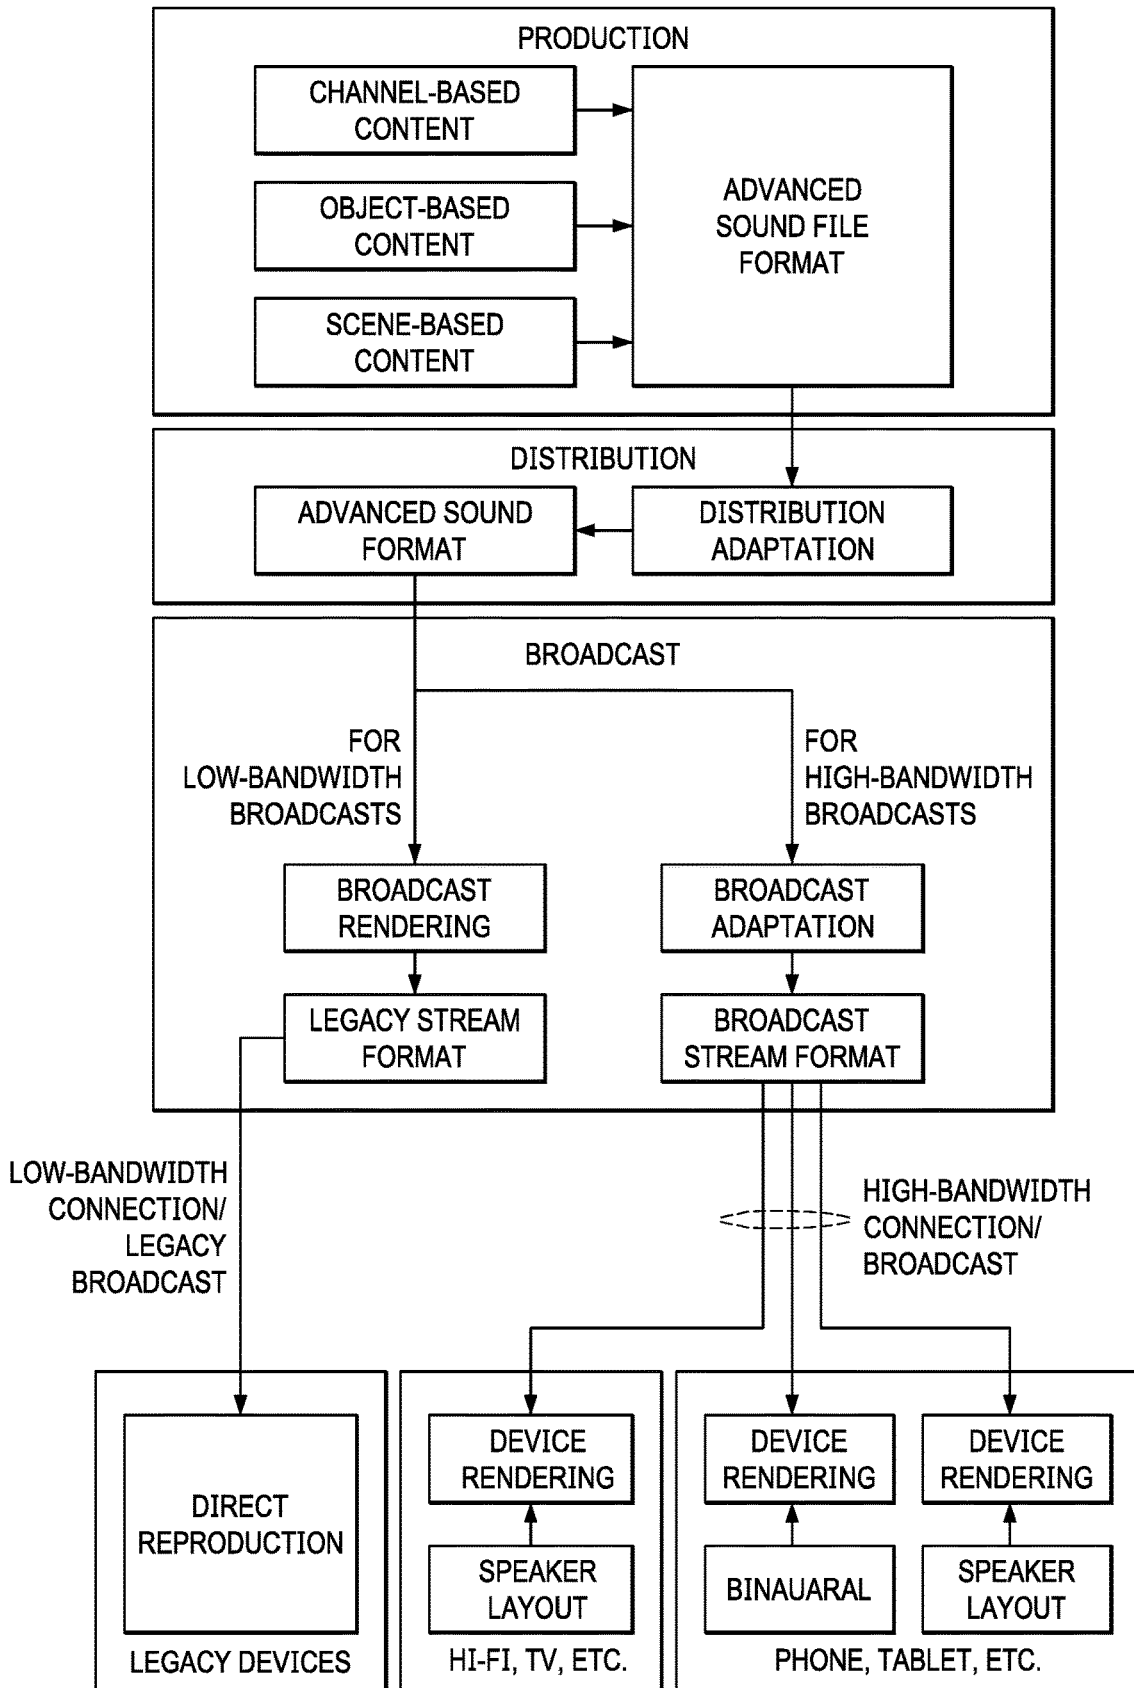 PRODUCTION
CHANNEL-BASED
CONTENT
OBJECT-BASED
CONTENT
SCENE-BASED
CONTENT
ADVANCED
SOUND FILE
FORMAT
DISTRIBUTION
ADVANCED SOUND
FORMAT
DISTRIBUTION
ADAPTATION
BROADCAST
FOR
LOW-BANDWIDTH
BROADCASTS
FOR
HIGH-BANDWIDTH
BROADCASTS
BROADCAST
RENDERING
BROADCAST
ADAPTATION
LEGACY STREAM
FORMAT
BROADCAST
STREAM FORMAT
LOW-BANDWIDTH
CONNECTION/
LEGACY
BROADCAST
HIGH-BANDWIDTH
CONNECTION/
BROADCAST
DIRECT
REPRODUCTION
LEGACY DEVICES
DEVICE
RENDERING
SPEAKER
LAYOUT
HI-FI, TV, ETC.
DEVICE
RENDERING
BINAUARAL
DEVICE
RENDERING
SPEAKER
LAYOUT
PHONE, TABLET, ETC.